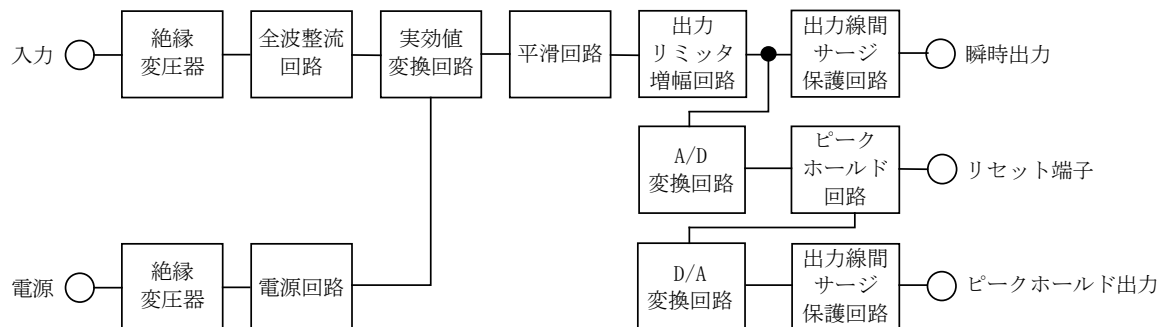 入力
絶縁
変圧器
全波整流
回路
実効値
変換回路
平滑回路
出力
リミッタ
増幅回路
出力線間
サージ
保護回路
瞬時出力
A/D
変換回路
ピーク
ホールド
回路
リセット端子
電源
絶縁
変圧器
電源回路
D/A
変換回路
出力線間
サージ
保護回路
ピークホールド出力